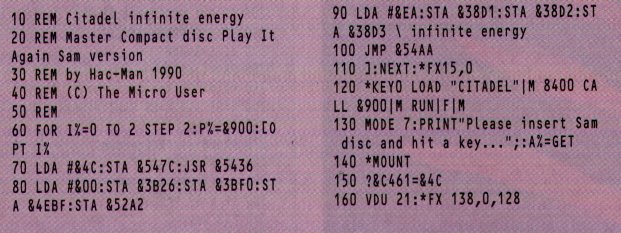 10 REM Citadel infinite energy
20 REM Master Compact disc Play It
Again Sam version
30 REM by Hac-Man 1990
40 REM (C) The Micro User
50 REM
60 FOR I%=0 TO 2 STEP 2:P%=&900:[O
PT I%
70 LDA #&4C:STA &547C:JSR &5436
80 LDA #&00:STA &3B26:STA &3BF0:ST
A &4EBF:STA &52A2
90 LDA #&EA:STA &38D1:STA &38D2:ST
A &38D3 \ infinite energy
100 JMP &54AA
110 ]:NEXT:*FX15,0
120 *KEY0 LOAD "CITADEL"|M 8400 CA
LL &900|M RUN|F|M
130 MODE 7:PRINT"Please insert Sam
disc and hit a key...";:A%=GET
140 *MOUNT
150 ?&C461=&4C
160 VDU 21:*FX 138,0,128